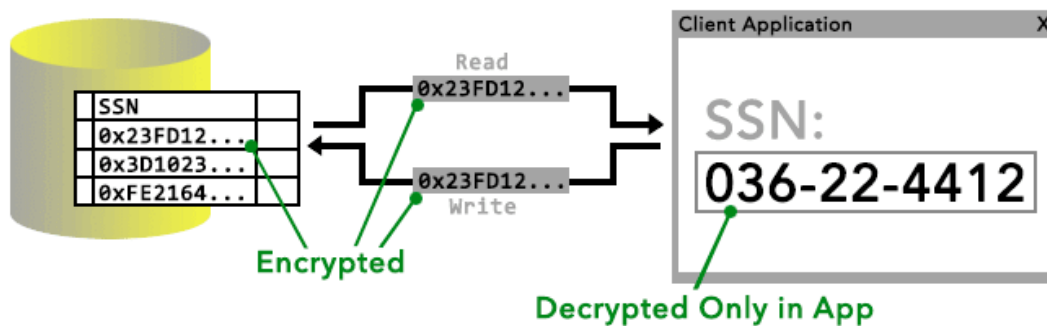 Client Application X
Read
0x23FD12...
SSN
0x23FD12...
0x3D1023...
0xFE2164...
0x23FD12...
Write
SSN:
036-22-4412
Encrypted
Decrypted Only in App